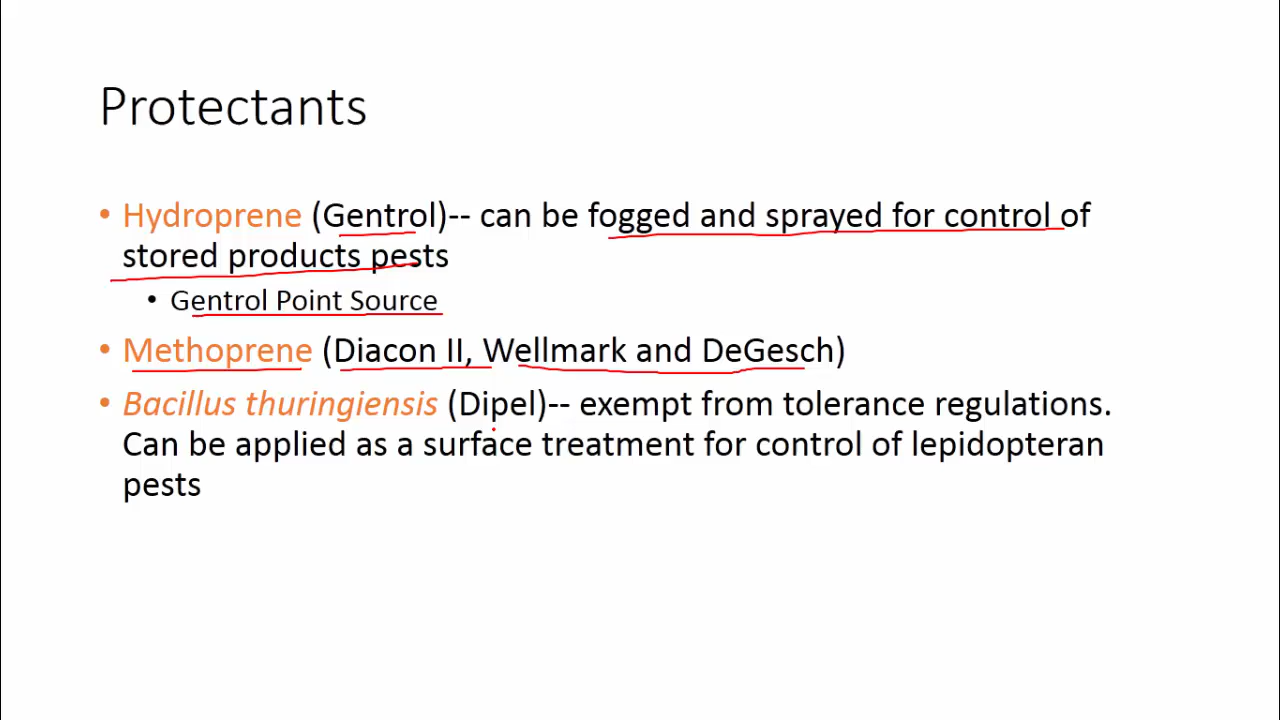 Protectants
• Hydroprene (Gentrol)-- can be fogged and sprayed for control of
stored products pests
• Gentrol Point Source
• Methoprene (Diacon II, Wellmark and DeGesch)
• Bacillus thuringiensis (Dipel)-- exempt from tolerance regulations.
Can be applied as a surface treatment for control of lepidopteran
pests